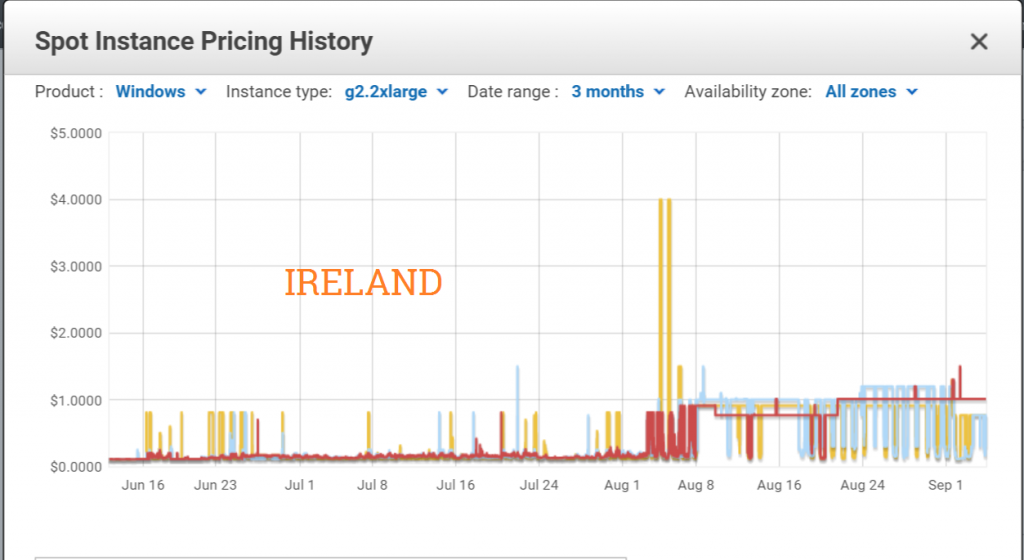 Spot Instance Pricing History
Product : Windows Instance type: g2.2xlarge Date range : 3 months Availability zone: All zones
$5.0000
$4.0000
$3.0000
IRELAND
$2.0000
$1.0000
$0.0000
Jun 16 Jun 23 Jul 1 Jul 8 Jul 16 Jul 24 Aug 1 Aug 8 Aug 16 Aug 24 Sep 1